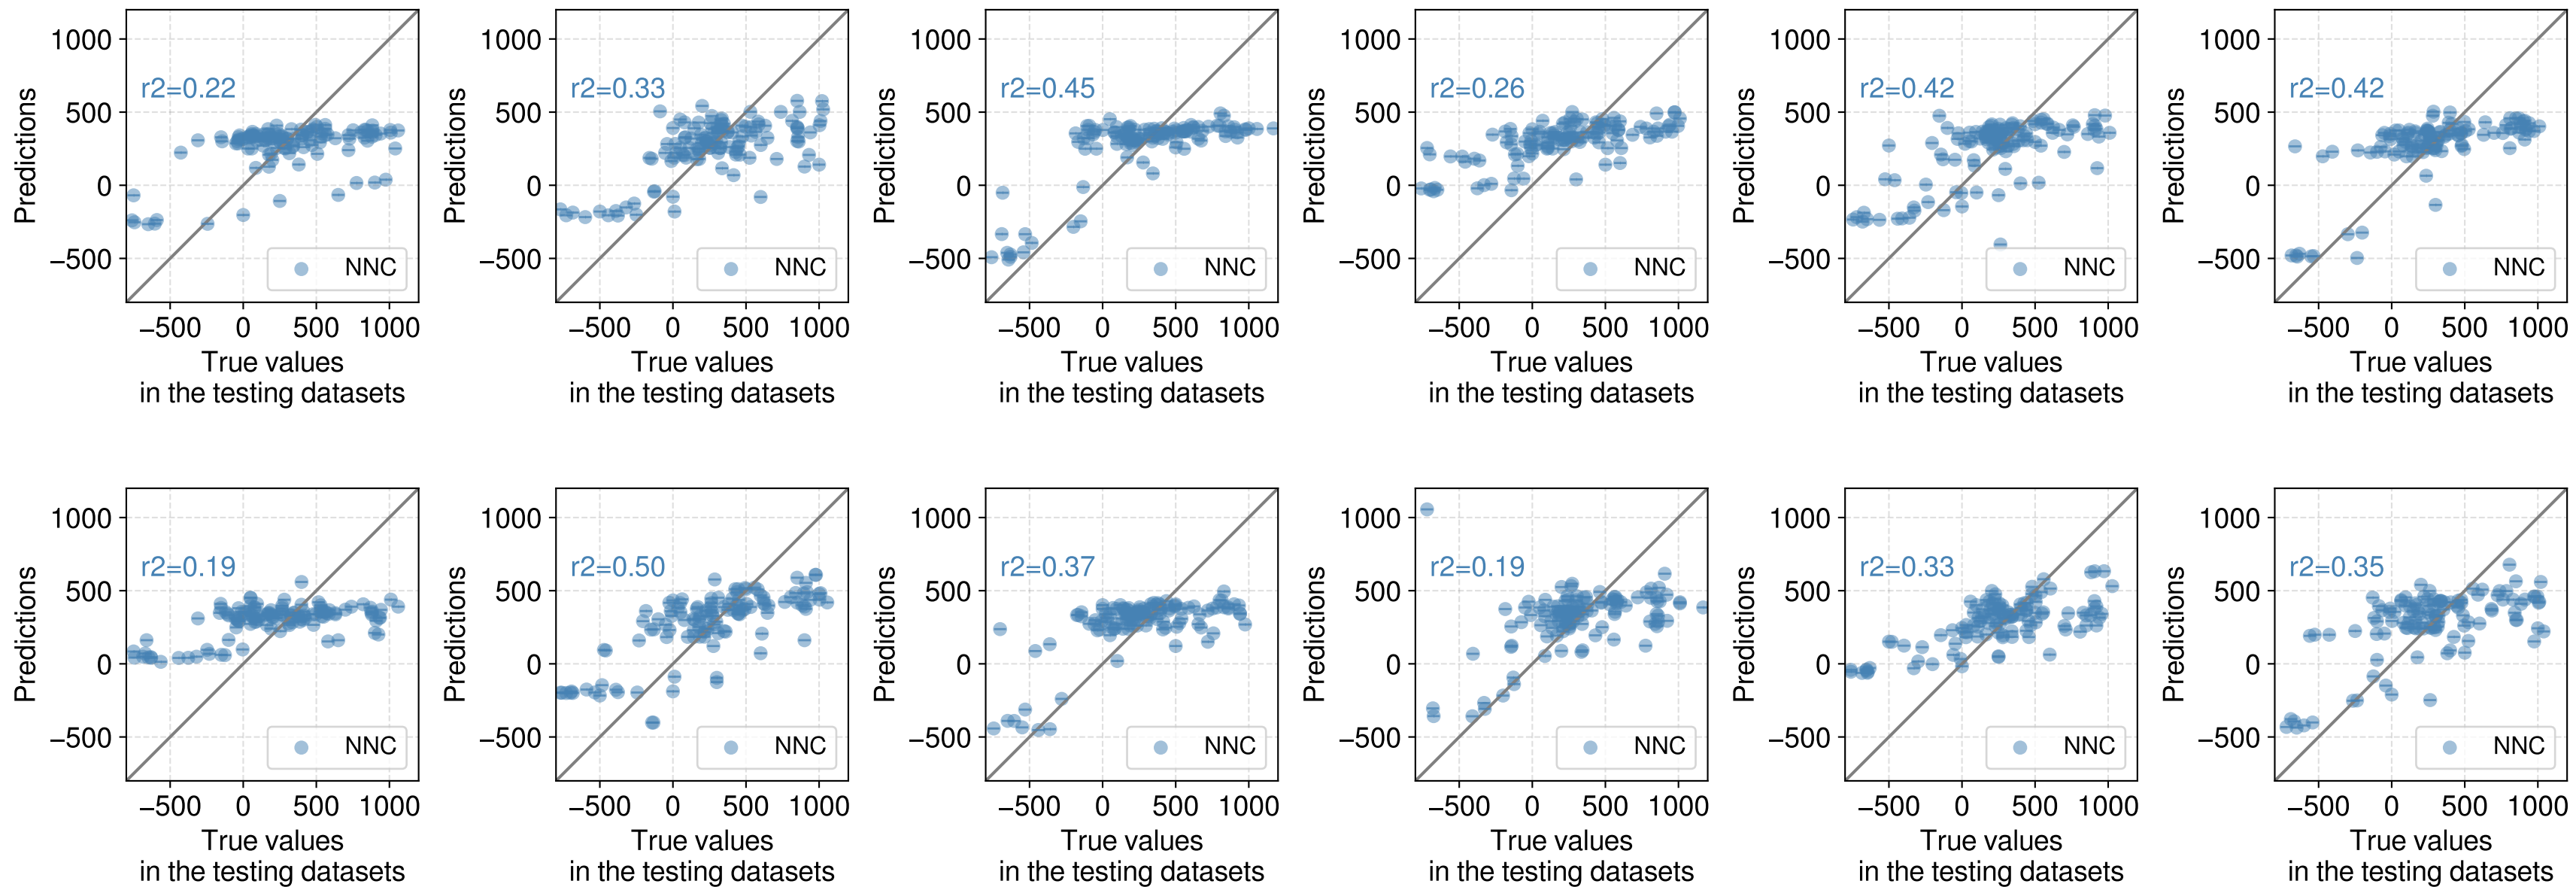 1000
500
0
−500
Predictions
r2=0.22
NNC
−500 0 500 1000
True values
in the testing datasets
1000
500
0
−500
Predictions
r2=0.33
NNC
−500 0 500 1000
True values
in the testing datasets
1000
500
0
−500
Predictions
r2=0.45
NNC
−500 0 500 1000
True values
in the testing datasets
1000
500
0
−500
Predictions
r2=0.26
NNC
−500 0 500 1000
True values
in the testing datasets
1000
500
0
−500
Predictions
r2=0.42
NNC
−500 0 500 1000
True values
in the testing datasets
1000
500
0
−500
Predictions
r2=0.42
NNC
−500 0 500 1000
True values
in the testing datasets
1000
500
0
−500
Predictions
r2=0.19
NNC
−500 0 500 1000
True values
in the testing datasets
1000
500
0
−500
Predictions
r2=0.50
NNC
−500 0 500 1000
True values
in the testing datasets
1000
500
0
−500
Predictions
r2=0.37
NNC
−500 0 500 1000
True values
in the testing datasets
1000
500
0
−500
Predictions
r2=0.19
NNC
−500 0 500 1000
True values
in the testing datasets
1000
500
0
−500
Predictions
r2=0.33
NNC
−500 0 500 1000
True values
in the testing datasets
1000
500
0
−500
Predictions
r2=0.35
NNC
−500 0 500 1000
True values
in the testing datasets